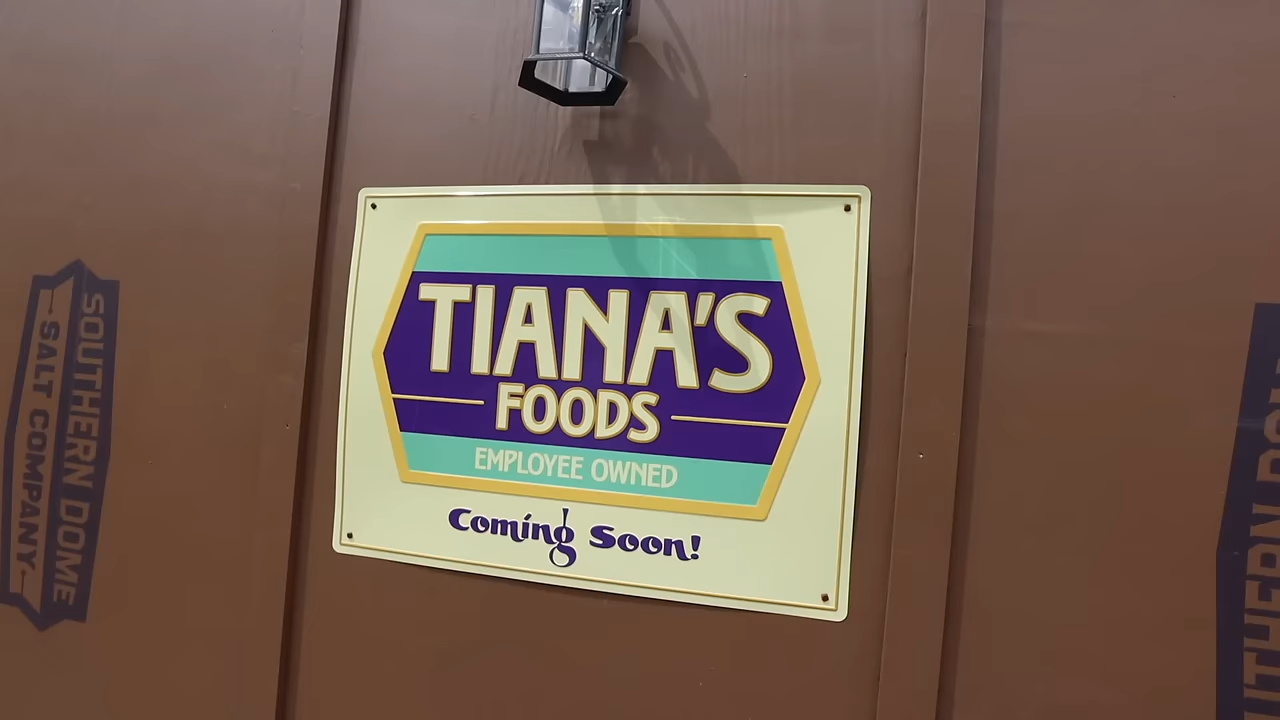 TIANA'S
FOODS
EMPLOYEE OWNED
Coming Soon!
SOUTHERN DOME
SALT COMPANY